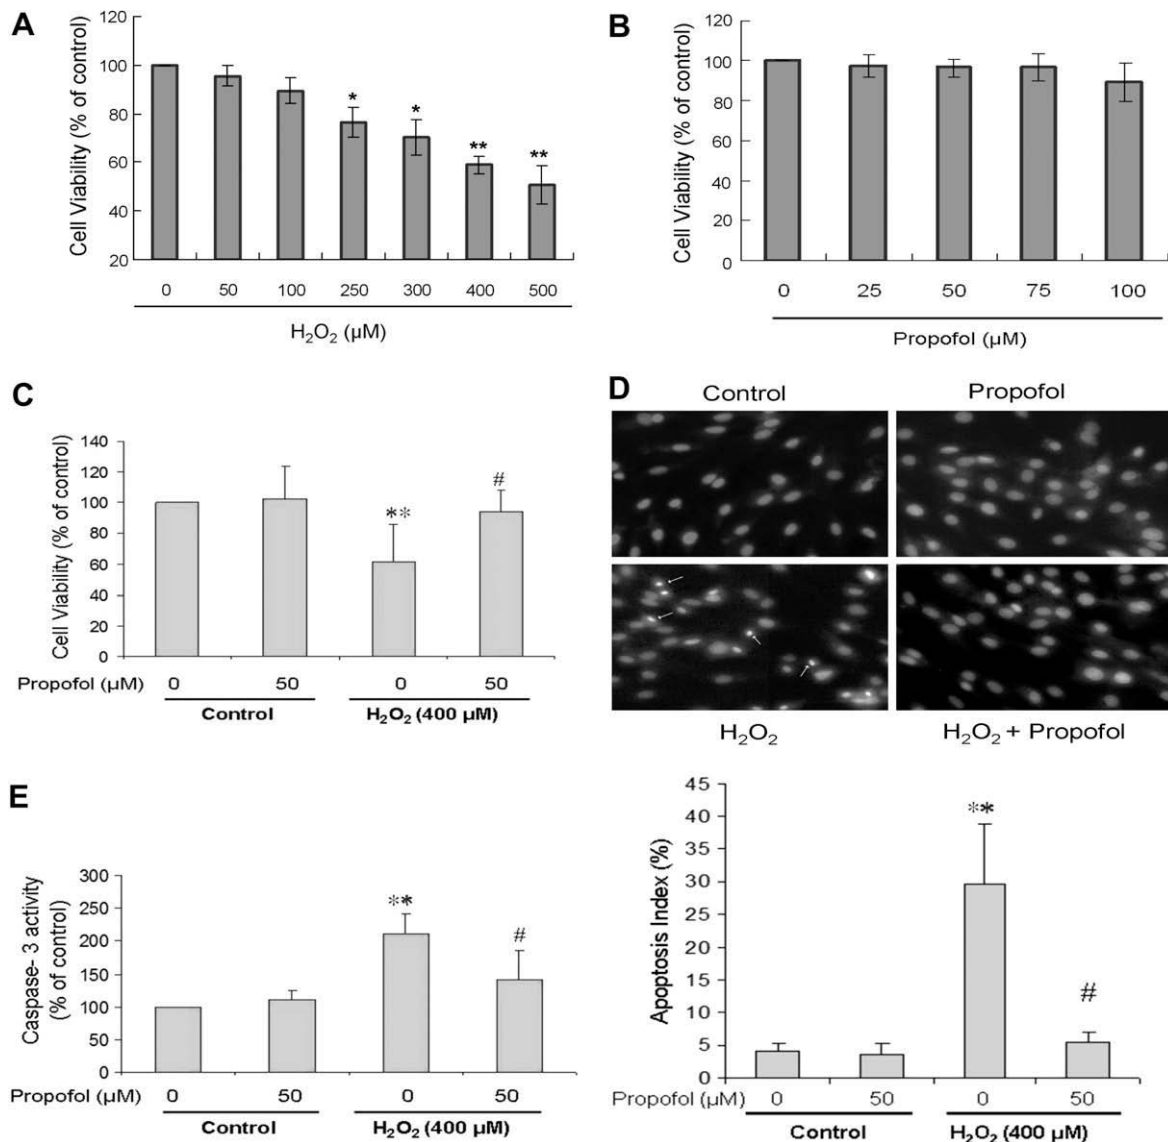 A
Cell Viability (% of control)
120
100
80
60
40
20
*
*
**
**
0 50 100 250 300 400 500
H₂O₂ (µM)
B
Cell Viability (% of control)
120
100
80
60
40
20
0
0 25 50 75 100
Propofol (µM)
C
Cell Viability (% of control)
140
120
100
80
60
40
20
0
**
#
Propofol (µM) 0 50 0 50
Control H₂O₂ (400 µM)
D
Control Propofol
H₂O₂ H₂O₂ + Propofol
Apoptosis Index (%)
45
40
35
30
25
20
15
10
5
0
**
#
Propofol (µM) 0 50 0 50
Control H₂O₂ (400 µM)
E
Caspase- 3 activity
(% of control)
300
250
200
150
100
50
0
**
#
Propofol (µM) 0 50 0 50
Control H₂O₂ (400 µM)